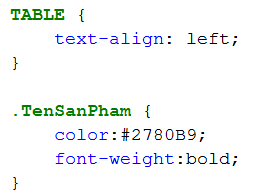 TABLE {
    text-align: left;
}

.TenSanPham {
    color:#2780B9;
    font-weight:bold;
}